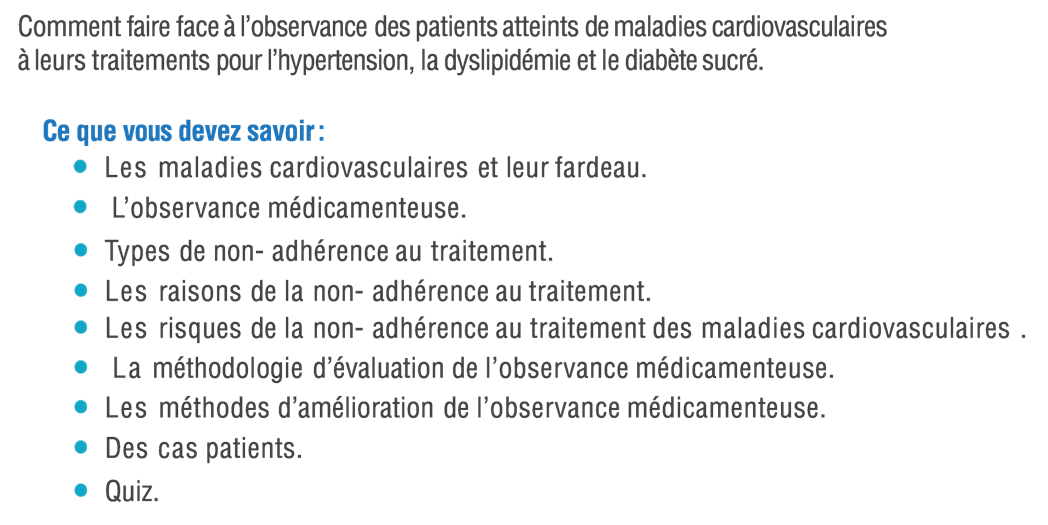 Comment faire face à l'observance des patients atteints de maladies cardiovasculaires
à leurs traitements pour l'hypertension, la dyslipidémie et le diabète sucré.
Ce que vous devez savoir :
• Les maladies cardiovasculaires et leur fardeau.
• L'observance médicamenteuse.
• Types de non- adhérence au traitement.
• Les raisons de la non- adhérence au traitement.
• Les risques de la non- adhérence au traitement des maladies cardiovasculaires .
• La méthodologie d'évaluation de l'observance médicamenteuse.
• Les méthodes d'amélioration de l'observance médicamenteuse.
• Des cas patients.
• Quiz.